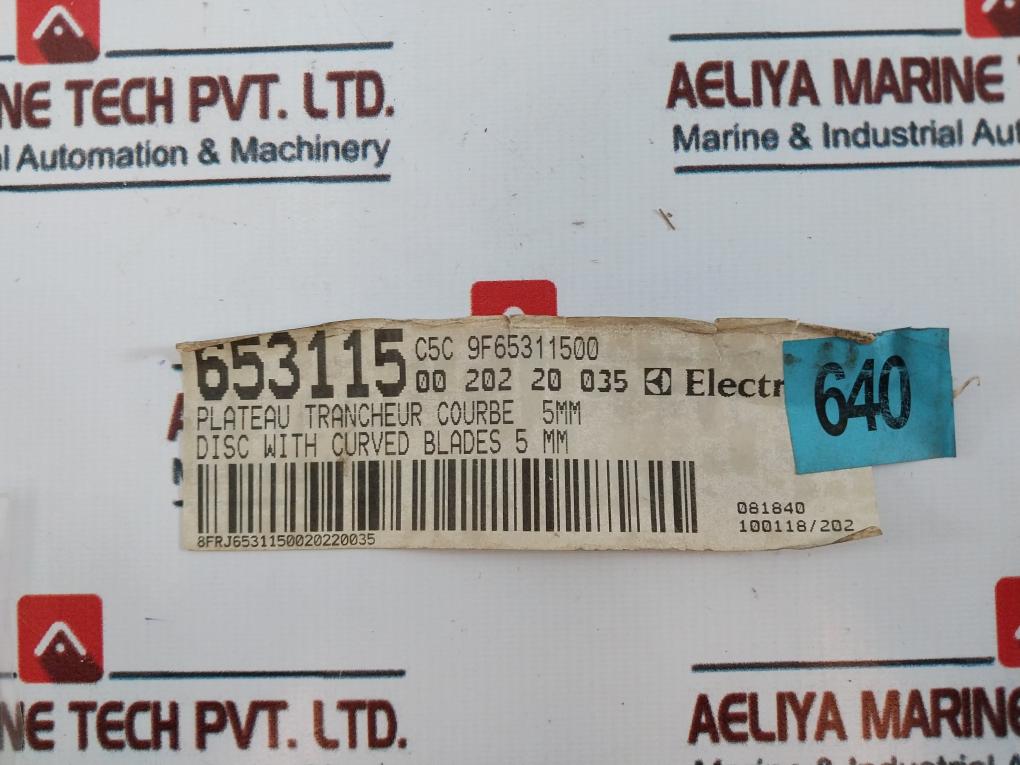 NE TECH PVT. LTD.
l Automation & Machinery
AELIYA MARINE
Marine & Industrial Aut
653115 C5C 9F65311500
00 202 20 035 Electr
640
PLATEAU TRANCHEUR COURBE 5MM
DISC WITH CURVED BLADES 5 MM
8FRJ6531150020220035
081840
100118/202
NE TECH PVT. LTD.
AELIYA MARINE